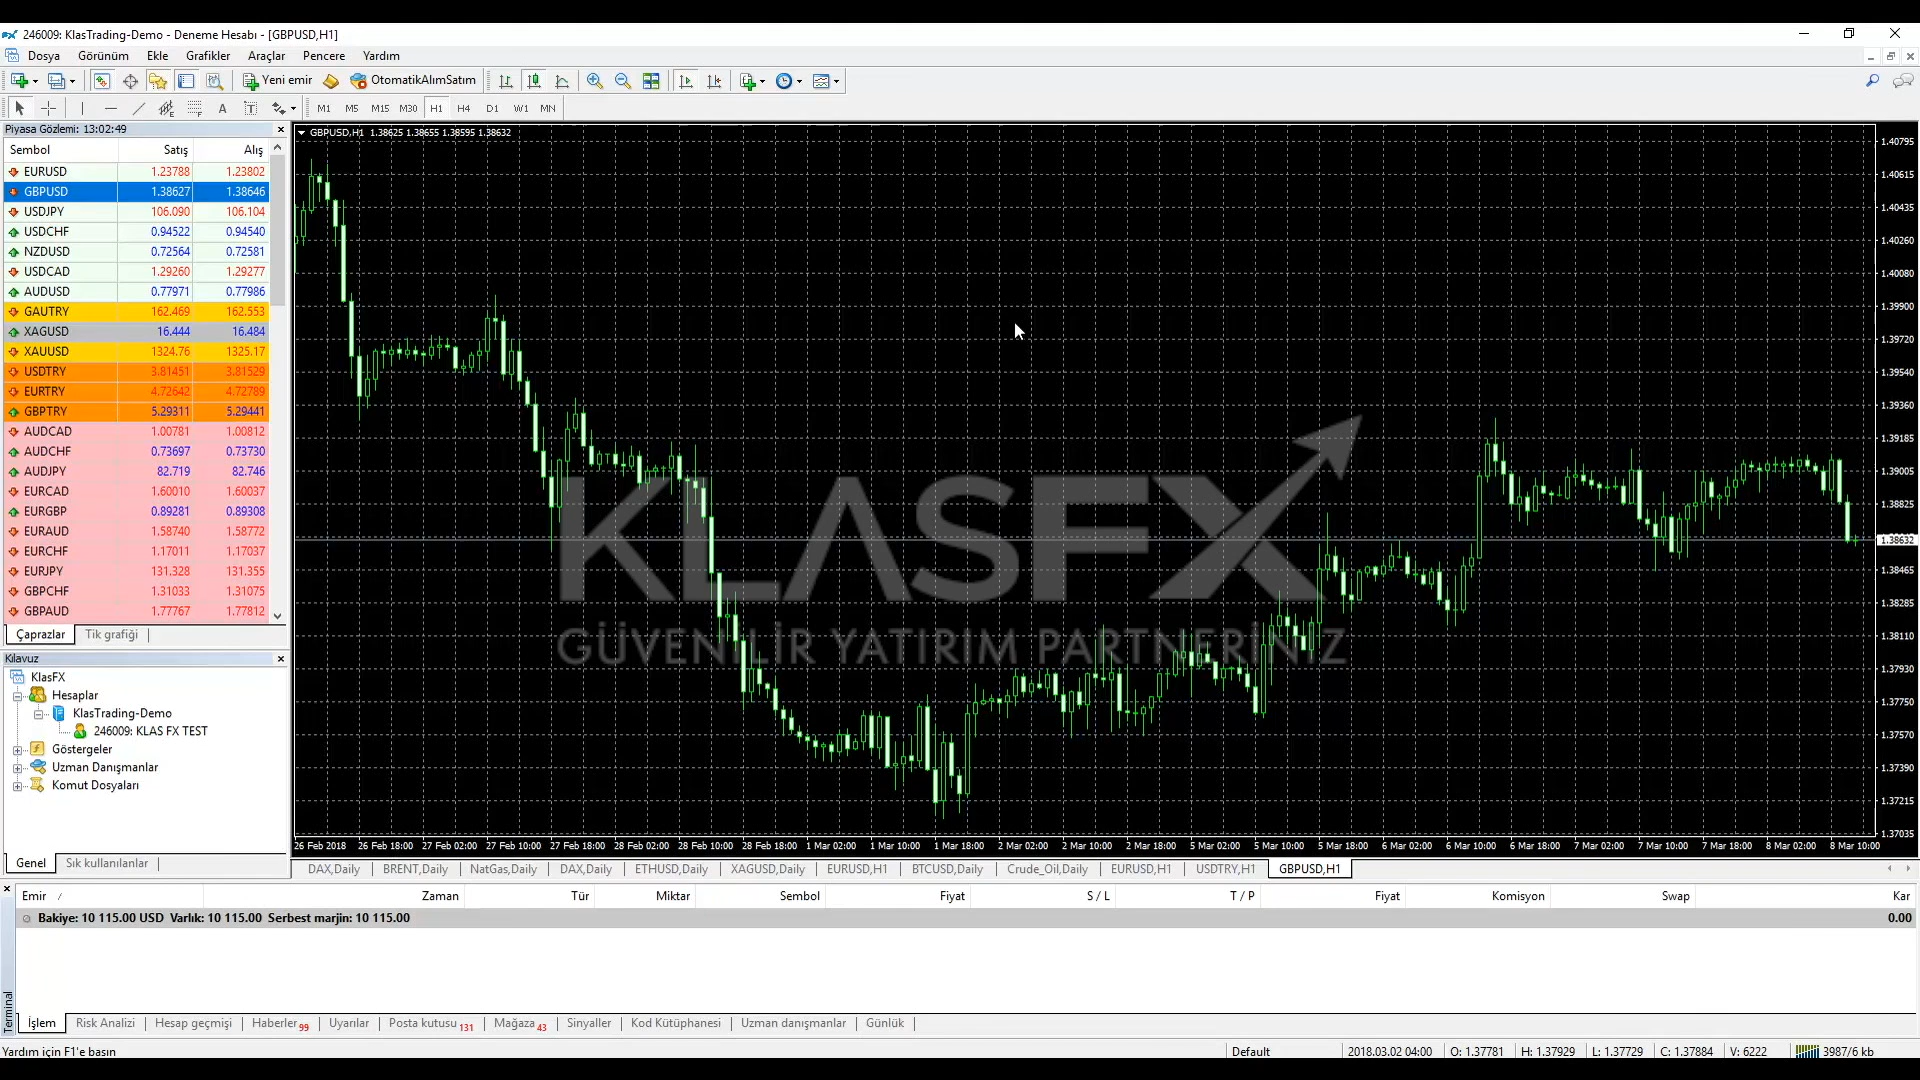 246009: KlasTrading-Demo - Deneme Hesabı - [GBPUSD,H1]
Dosya Görünüm Ekle Grafikler Araçlar Pencere Yardım
Yeni emir OtomatikAlımSatım
A T M1 M5 M15 M30 H1 H4 D1 W1 MN
Piyasa Gözlemi: 13:02:49
Sembol Satış Alış
EURUSD 1.23788 1.23802
GBPUSD 1.38627 1.38646
USDJPY 106.090 106.104
USDCHF 0.94522 0.94540
NZDUSD 0.72564 0.72581
USDCAD 1.29260 1.29277
AUDUSD 0.77971 0.77986
GAUTRY 162.469 162.553
XAGUSD 16.444 16.484
XAUUSD 1324.76 1325.17
USDTRY 3.81451 3.81529
EURTRY 4.72642 4.72789
GBPTRY 5.29311 5.29441
AUDCAD 1.00781 1.00812
AUDCHF 0.73697 0.73730
AUDJPY 82.719 82.746
EURCAD 1.60010 1.60037
EURGBP 0.89281 0.89308
EURAUD 1.58740 1.58772
EURCHF 1.17011 1.17037
EURJPY 131.328 131.355
GBPCHF 1.31033 1.31075
GBPAUD 1.77767 1.77812
Çaprazlar Tik grafiği
Kılavuz
KlasFX
Hesaplar
KlasTrading-Demo
246009: KLAS FX TEST
Göstergeler
Uzman Danışmanlar
Komut Dosyaları
Genel Sık kullanılanlar
GBPUSD,H1 1.38625 1.38655 1.38595 1.38632
KLASFX
GÜVENİLİR YATIRIM PARTNERİNİZ
1.40795
1.40615
1.40435
1.40260
1.40080
1.39900
1.39720
1.39540
1.39360
1.39185
1.39005
1.38825
1.38632
1.38465
1.38285
1.38110
1.37930
1.37750
1.37570
1.37390
1.37215
1.37035
26 Feb 2018 26 Feb 18:00 27 Feb 02:00 27 Feb 10:00 27 Feb 18:00 28 Feb 02:00 28 Feb 10:00 28 Feb 18:00 1 Mar 02:00 1 Mar 10:00 1 Mar 18:00 2 Mar 02:00 2 Mar 10:00 2 Mar 18:00 5 Mar 02:00 5 Mar 10:00 5 Mar 18:00 6 Mar 02:00 6 Mar 10:00 6 Mar 18:00 7 Mar 02:00 7 Mar 10:00 7 Mar 18:00 8 Mar 02:00 8 Mar 10:00
DAX,Daily BRENT,Daily NatGas,Daily DAX,Daily ETHUSD,Daily XAGUSD,Daily EURUSD,H1 BTCUSD,Daily Crude_Oil,Daily EURUSD,H1 USDTRY,H1 GBPUSD,H1
Emir Zaman Tür Miktar Sembol Fiyat S / L T / P Fiyat Komisyon Swap Kar
Bakiye: 10 115.00 USD Varlık: 10 115.00 Serbest marjin: 10 115.00 0.00
Terminal
İşlem Risk Analizi Hesap geçmişi Haberler 99 Uyarılar Posta kutusu 131 Mağaza 43 Sinyaller Kod Kütüphanesi Uzman danışmanlar Günlük
Yardım için F1'e basın Default 2018.03.02 04:00 O: 1.37781 H: 1.37929 L: 1.37729 C: 1.37884 V: 6222 3987/6 kb